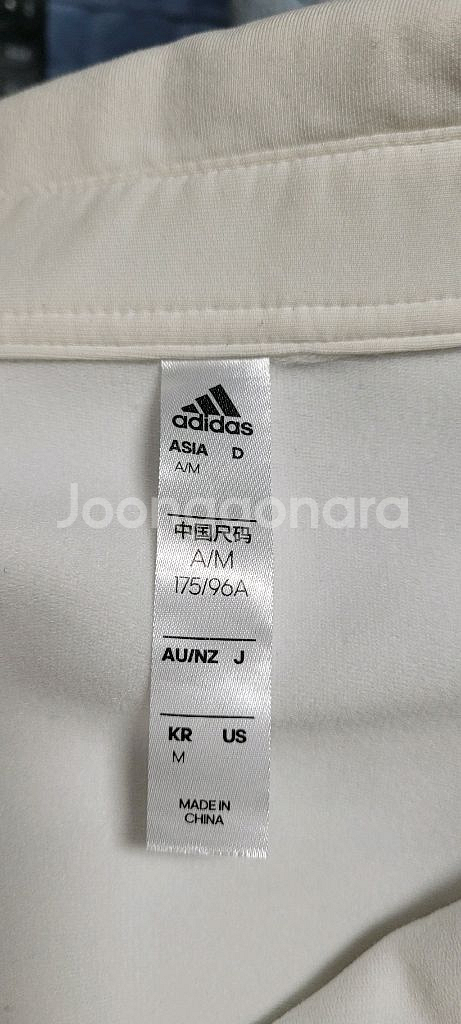 adidas
ASIA D
A/M
Joonggonara
中国尺码
A/M
175/96A
AU/NZ J
KR US
M
MADE IN
CHINA